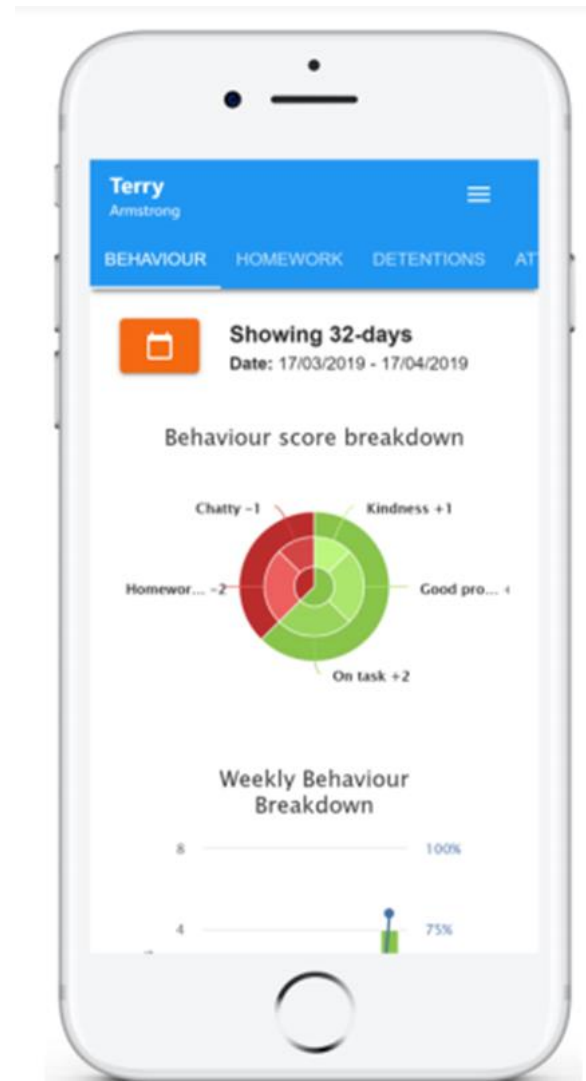 Terry
Armstrong
BEHAVIOUR HOMEWORK DETENTIONS AT
Showing 32-days
Date: 17/03/2019 - 17/04/2019
Behaviour score breakdown
Chatty -1 Kindness +1
Homewor... -2 Good pro...
On task +2
Weekly Behaviour
Breakdown
8 100%
4 75%